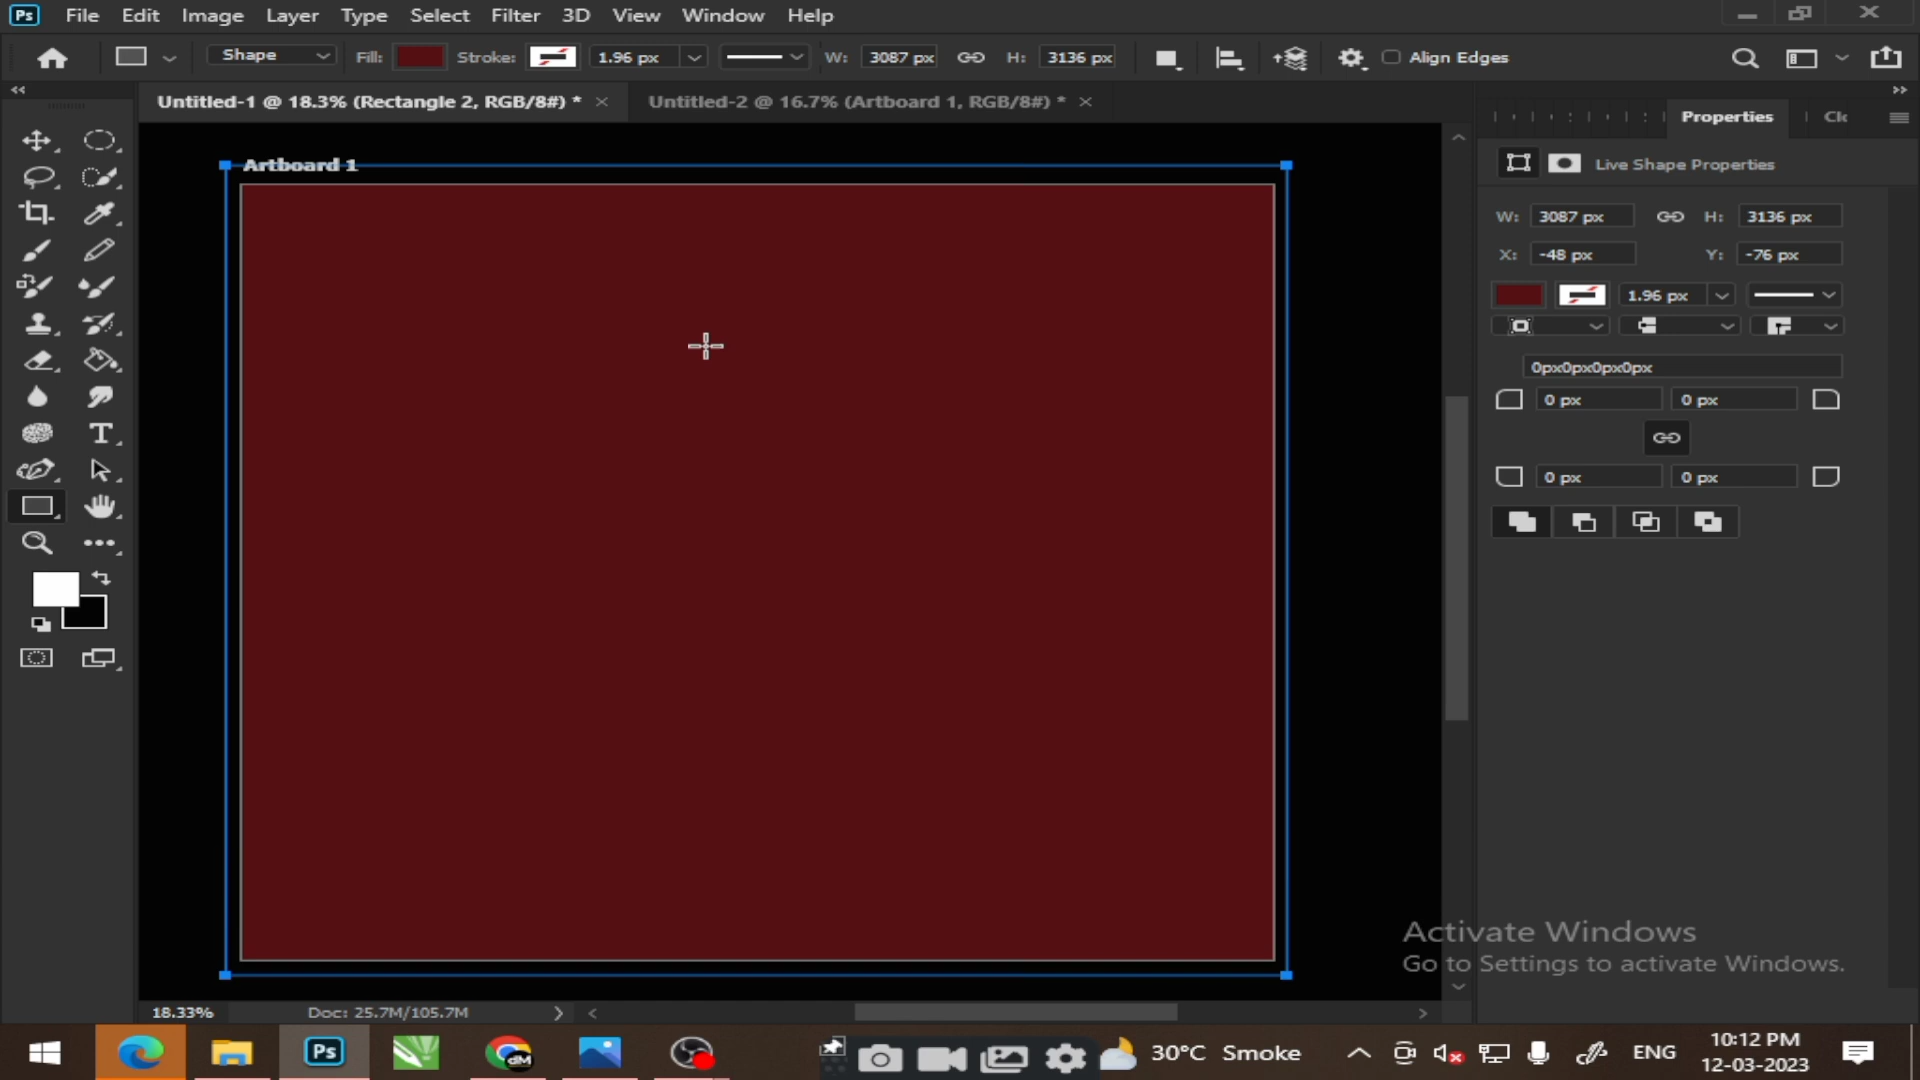 Ps File Edit Image Layer Type Select Filter 3D View Window Help
Shape Fill: Stroke: 1.96 px W: 3087 px H: 3136 px Align Edges
Untitled-1 @ 18.3% (Rectangle 2, RGB/8#) * Untitled-2 @ 16.7% (Artboard 1, RGB/8#) *
Properties
Artboard 1
Live Shape Properties
W: 3087 px H: 3136 px
X: -48 px Y: -76 px
1.96 px
0px0px0px0px
0 px 0 px
0 px 0 px
T
Activate Windows
Go to Settings to activate Windows.
18.33% Doc: 25.7M/105.7M
Ps 30°C Smoke ENG 10:12 PM
12-03-2023